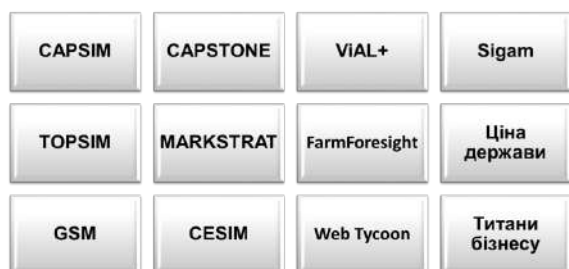 CAPSIM
CAPSTONE
ViAL+
Sigam
TOPSIM
MARKSTRAT
FarmForesight
Ціна
держави
GSM
CESIM
Web Tycoon
Титани
бізнесу